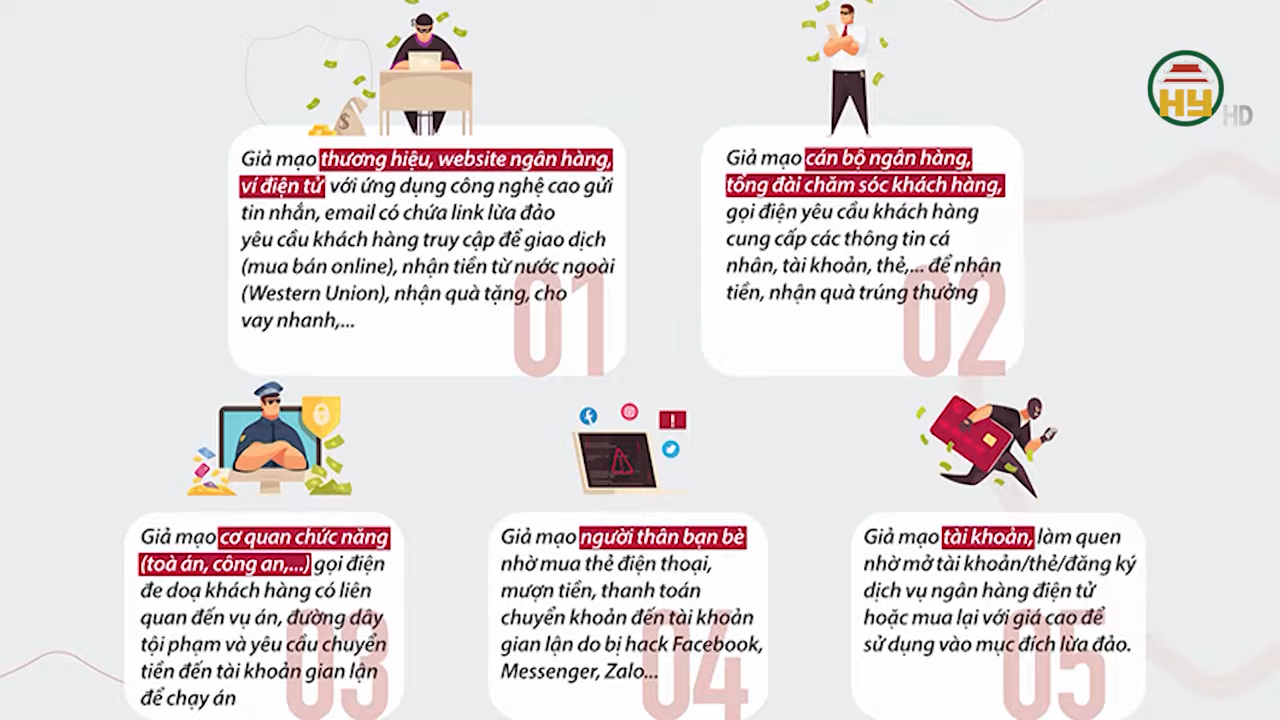 HY HD
Giả mạo thương hiệu, website ngân hàng,
ví điện tử với ứng dụng công nghệ cao gửi
tin nhắn, email có chứa link lừa đảo
yêu cầu khách hàng truy cập để giao dịch
(mua bán online), nhận tiền từ nước ngoài
(Western Union), nhận quà tặng, cho
vay nhanh,...
01
Giả mạo cán bộ ngân hàng,
tổng đài chăm sóc khách hàng,
gọi điện yêu cầu khách hàng
cung cấp các thông tin cá
nhân, tài khoản, thẻ,... để nhận
tiền, nhận quà trúng thưởng
02
Giả mạo cơ quan chức năng
(toà án, công an,...) gọi điện
đe doạ khách hàng có liên
quan đến vụ án, đường dây
tội phạm và yêu cầu chuyển
tiền đến tài khoản gian lận
để chạy án
03
Giả mạo người thân bạn bè
nhờ mua thẻ điện thoại,
mượn tiền, thanh toán
chuyển khoản đến tài khoản
gian lận do bị hack Facebook,
Messenger, Zalo...
04
Giả mạo tài khoản, làm quen
nhờ mở tài khoản/thẻ/đăng ký
dịch vụ ngân hàng điện tử
hoặc mua lại với giá cao để
sử dụng vào mục đích lừa đảo.
05